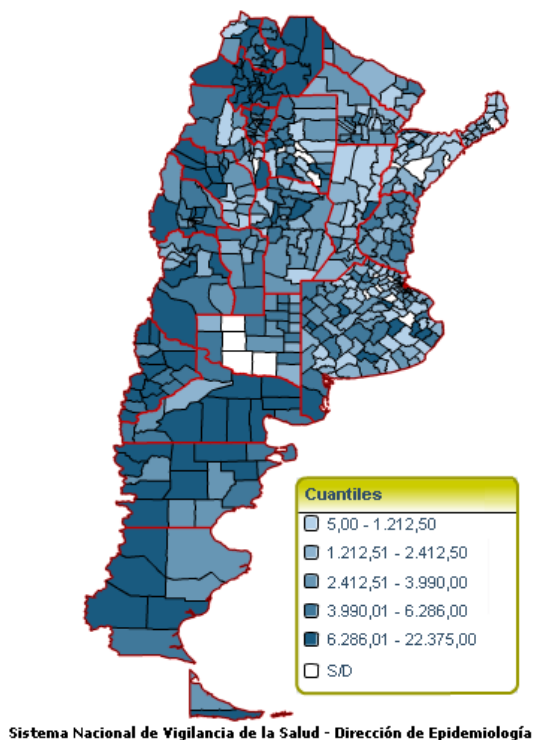 Cuantiles
5,00 - 1.212,50
1.212,51 - 2.412,50
2.412,51 - 3.990,00
3.990,01 - 6.286,00
6.286,01 - 22.375,00
S/D
Sistema Nacional de Vigilancia de la Salud - Dirección de Epidemiología